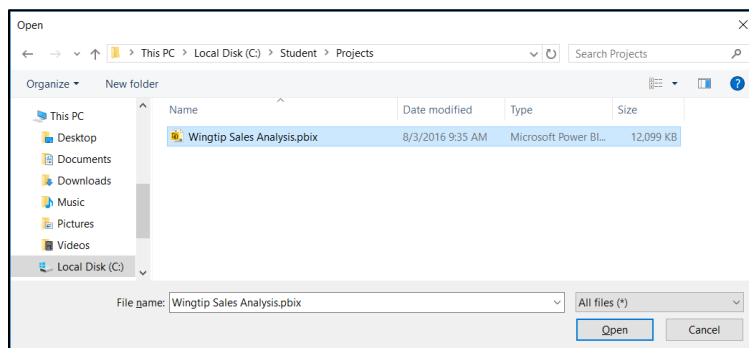 Open
This PC > Local Disk (C:) > Student > Projects
Search Projects
Organize
New folder
This PC
Desktop
Documents
Downloads
Music
Pictures
Videos
Local Disk (C:)
Name Date modified Type Size
Wingtip Sales Analysis.pbix 8/3/2016 9:35 AM Microsoft Power BI... 12,099 KB
File name: Wingtip Sales Analysis.pbix
All files (*)
Open Cancel